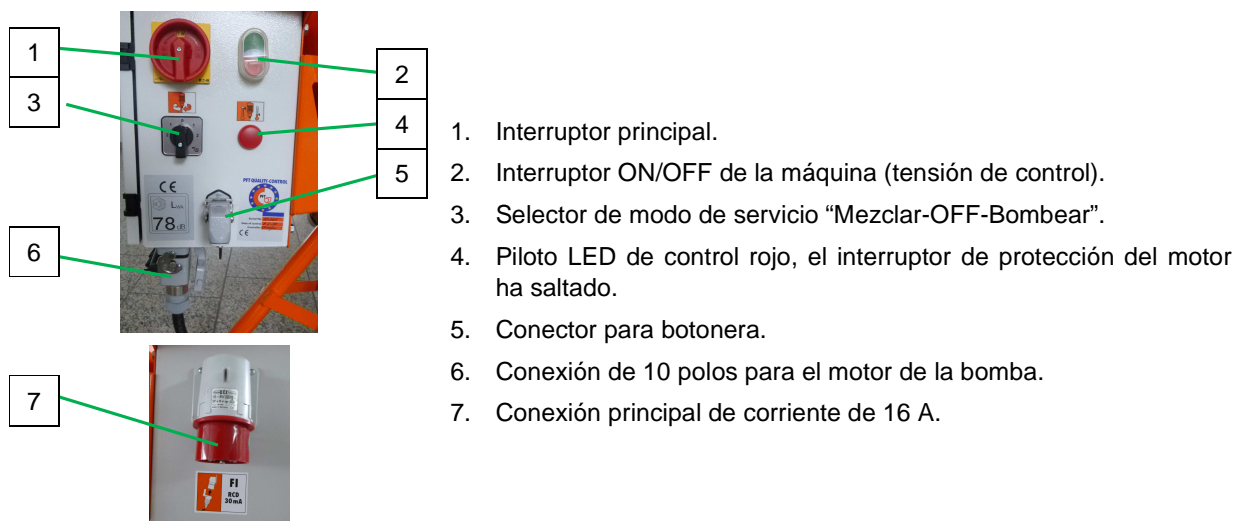 1
2
3
4
5
6
7
PFT QUALITY CONTROL
CE
LWA
78 dB
CE
FI
RCD
30 mA
1. Interruptor principal.
2. Interruptor ON/OFF de la máquina (tensión de control).
3. Selector de modo de servicio “Mezclar-OFF-Bombear”.
4. Piloto LED de control rojo, el interruptor de protección del motor
ha saltado.
5. Conector para botonera.
6. Conexión de 10 polos para el motor de la bomba.
7. Conexión principal de corriente de 16 A.